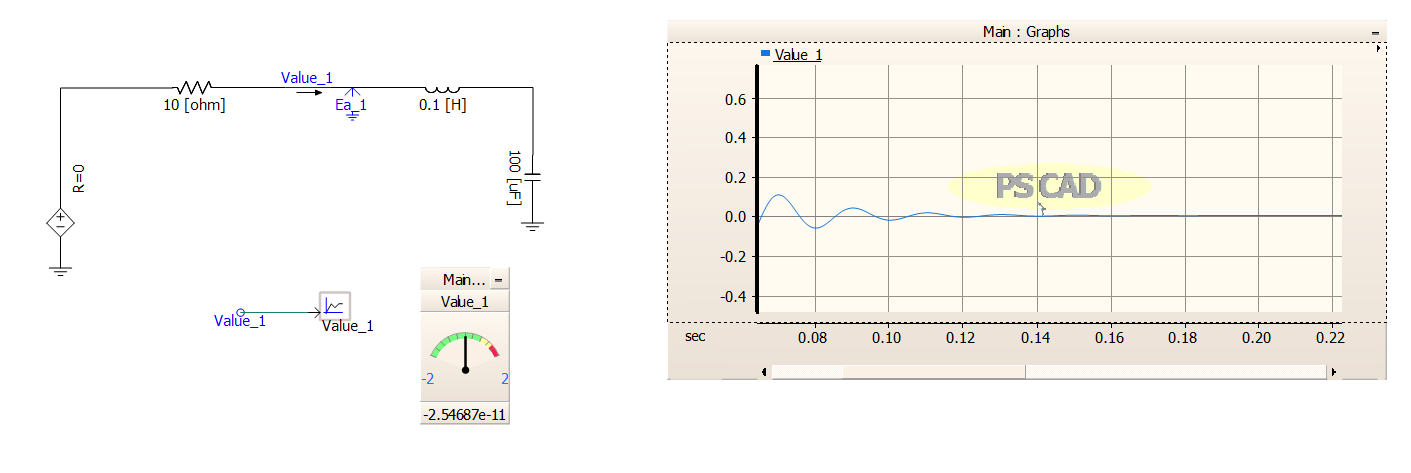 Value_1
10 [ohm]
Ea_1
0.1 [H]
100 [uF]
R=0
+
−
Value_1
Value_1
Main...
Value_1
-2
2
-2.54687e-11
Main : Graphs
Value_1
0.6
0.4
0.2
0.0
-0.2
-0.4
PSCAD
sec
0.08
0.10
0.12
0.14
0.16
0.18
0.20
0.22